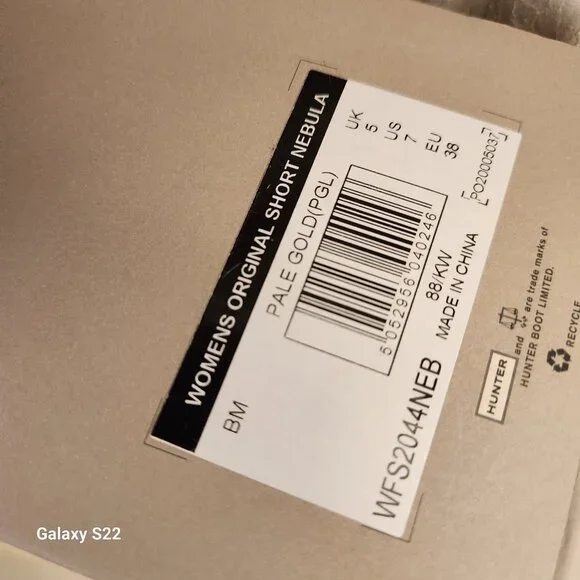 WOMENS ORIGINAL SHORT NEBULA
PALE GOLD(PGL)
BM
UK
5
US
7
EU
38
5 052956 040246
88/KW
MADE IN CHINA
PO20005037
WFS2044NEB
HUNTER and are trade marks of
HUNTER BOOT LIMITED.
RECYCLE
Galaxy S22